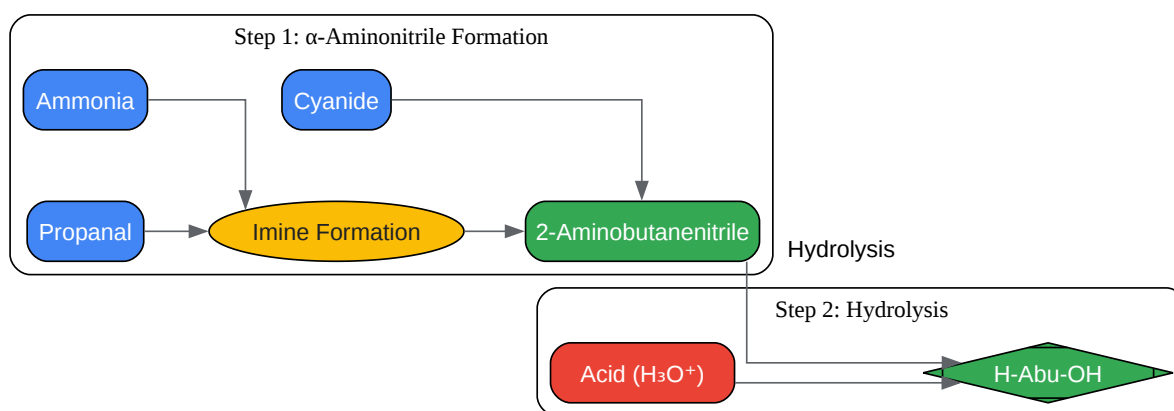 Step 1: α-Aminonitrile Formation
Ammonia
Cyanide
Propanal
Imine Formation
2-Aminobutanenitrile
Hydrolysis
Step 2: Hydrolysis
Acid (H₃O⁺)
H-Abu-OH